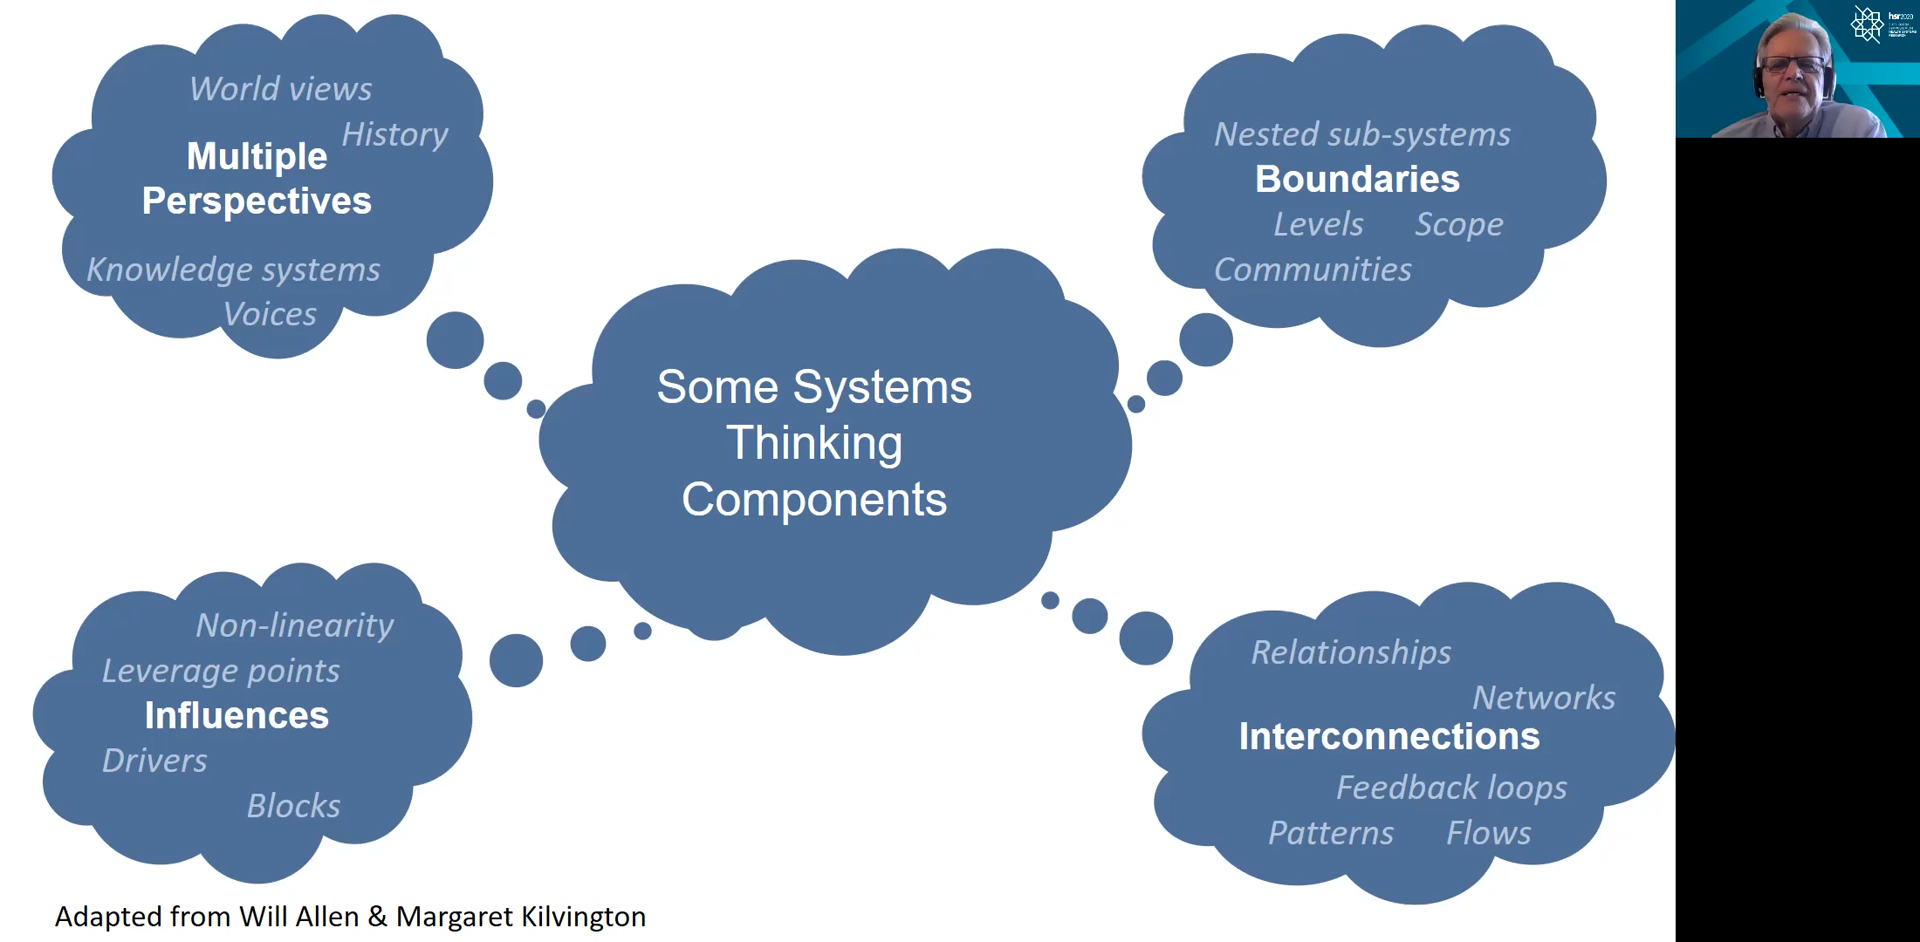 World views
History
Multiple
Perspectives
Knowledge systems
Voices
Nested sub-systems
Boundaries
Levels Scope
Communities
Some Systems
Thinking
Components
Non-linearity
Leverage points
Influences
Drivers
Blocks
Relationships
Networks
Interconnections
Feedback loops
Patterns Flows
Adapted from Will Allen & Margaret Kilvington
hsr2020